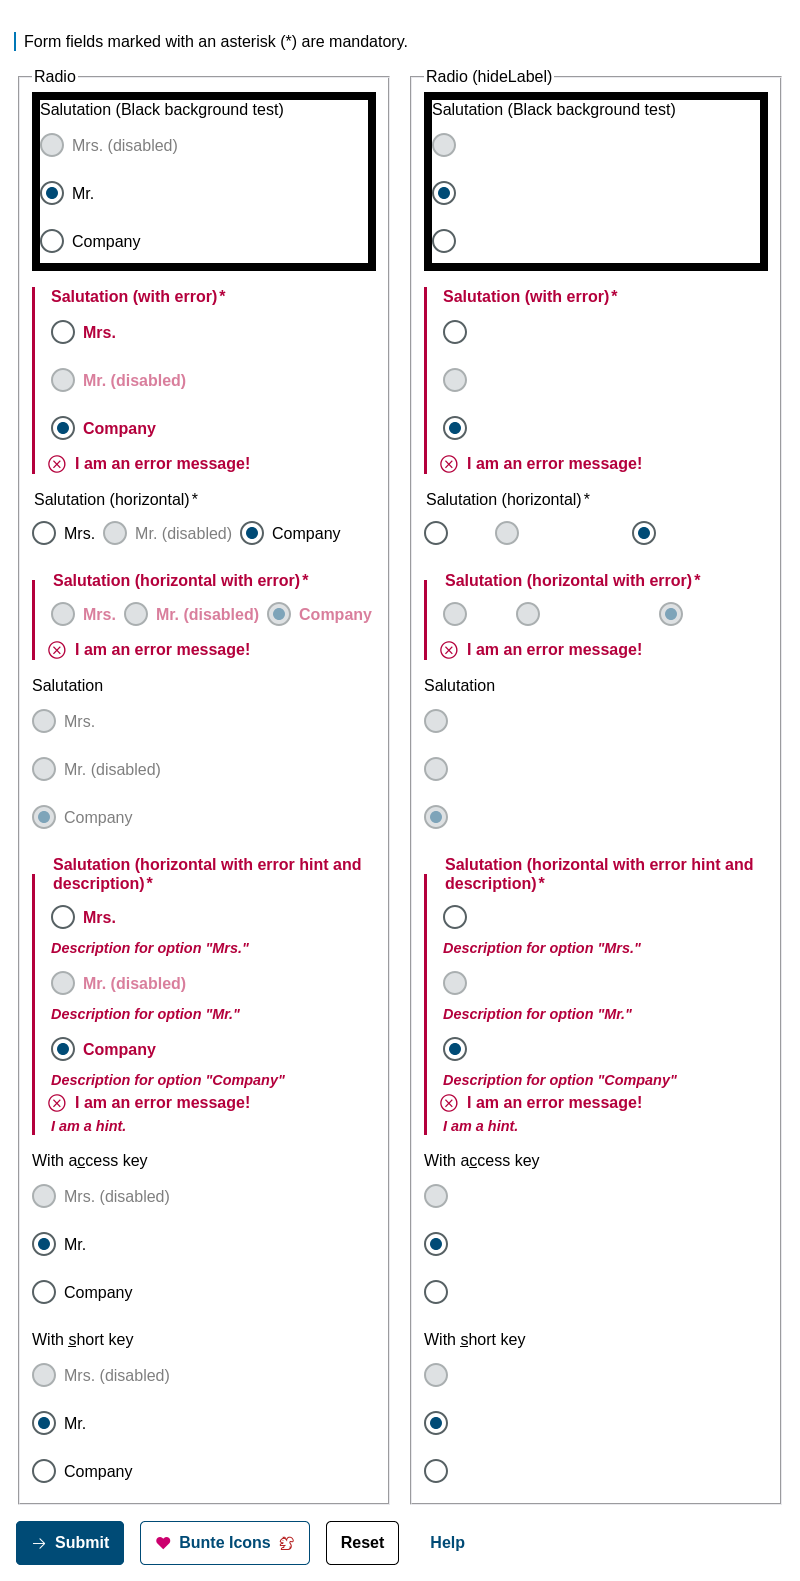 Form fields marked with an asterisk (*) are mandatory.
Radio
Salutation (Black background test)
Mrs. (disabled)
Mr.
Company
Salutation (with error)*
Mrs.
Mr. (disabled)
Company
I am an error message!
Salutation (horizontal)*
Mrs. Mr. (disabled) Company
Salutation (horizontal with error)*
Mrs. Mr. (disabled) Company
I am an error message!
Salutation
Mrs.
Mr. (disabled)
Company
Salutation (horizontal with error hint and
description)*
Mrs.
Description for option "Mrs."
Mr. (disabled)
Description for option "Mr."
Company
Description for option "Company"
I am an error message!
I am a hint.
With access key
Mrs. (disabled)
Mr.
Company
With short key
Mrs. (disabled)
Mr.
Company
Radio (hideLabel)
Salutation (Black background test)
Salutation (with error)*
I am an error message!
Salutation (horizontal)*
Salutation (horizontal with error)*
I am an error message!
Salutation
Salutation (horizontal with error hint and
description)*
Description for option "Mrs."
Description for option "Mr."
Description for option "Company"
I am an error message!
I am a hint.
With access key
With short key
Submit Bunte Icons Reset Help